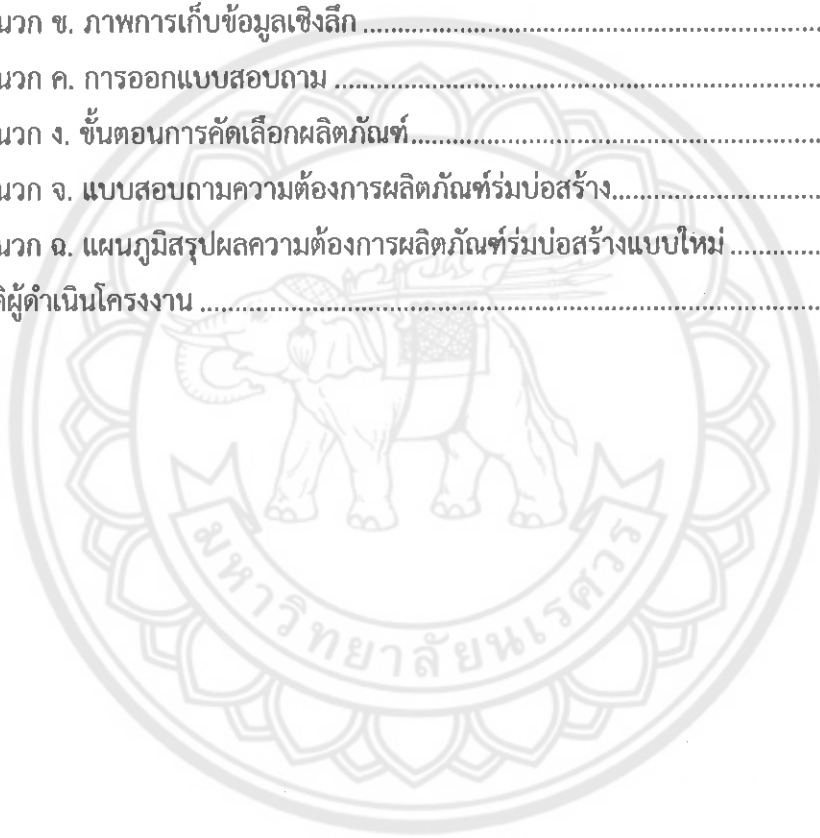 นวก ข. ภาพการเก็บข้อมูลเชิงลึก ........................................................................
นวก ค. การออกแบบสอบถาม ........................................................................
นวก ง. ขั้นตอนการคัดเลือกผลิตภัณฑ์........................................................................
นวก จ. แบบสอบถามความต้องการผลิตภัณฑ์ร่มบ่อสร้าง........................................
นวก ฉ. แผนภูมิสรุปผลความต้องการผลิตภัณฑ์ร่มบ่อสร้างแบบใหม่ ..............
ติผู้ดำเนินโครงงาน ........................................................................
มหาวิทยาลัยนเรศวร